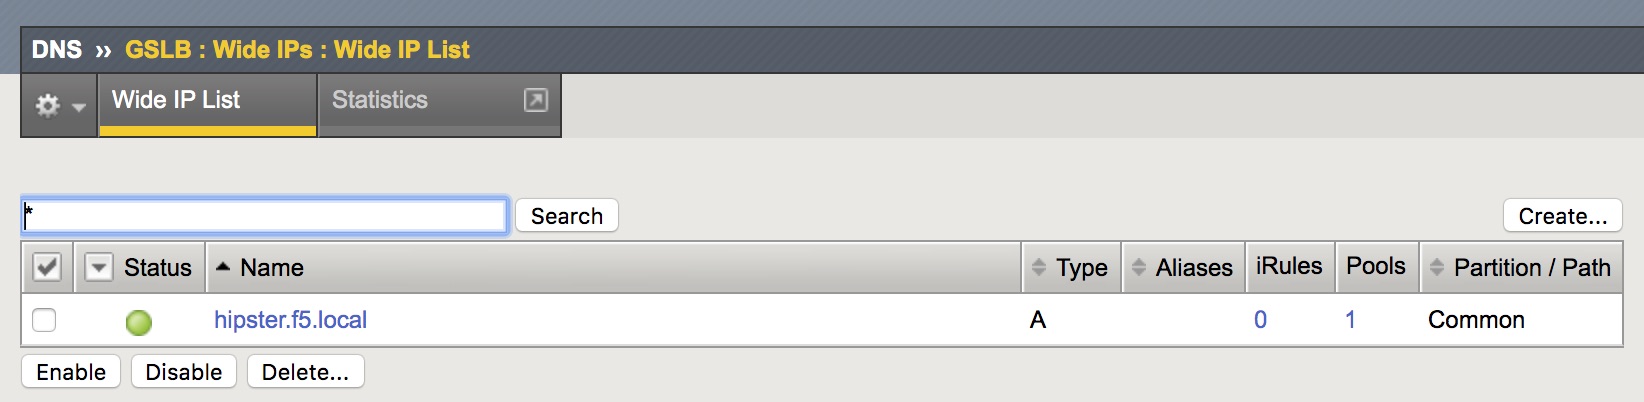 DNS ›› GSLB : Wide IPs : Wide IP List
Wide IP List Statistics
* Search Create...
Status Name Type Aliases iRules Pools Partition / Path
hipster.f5.local A 0 1 Common
Enable Disable Delete...